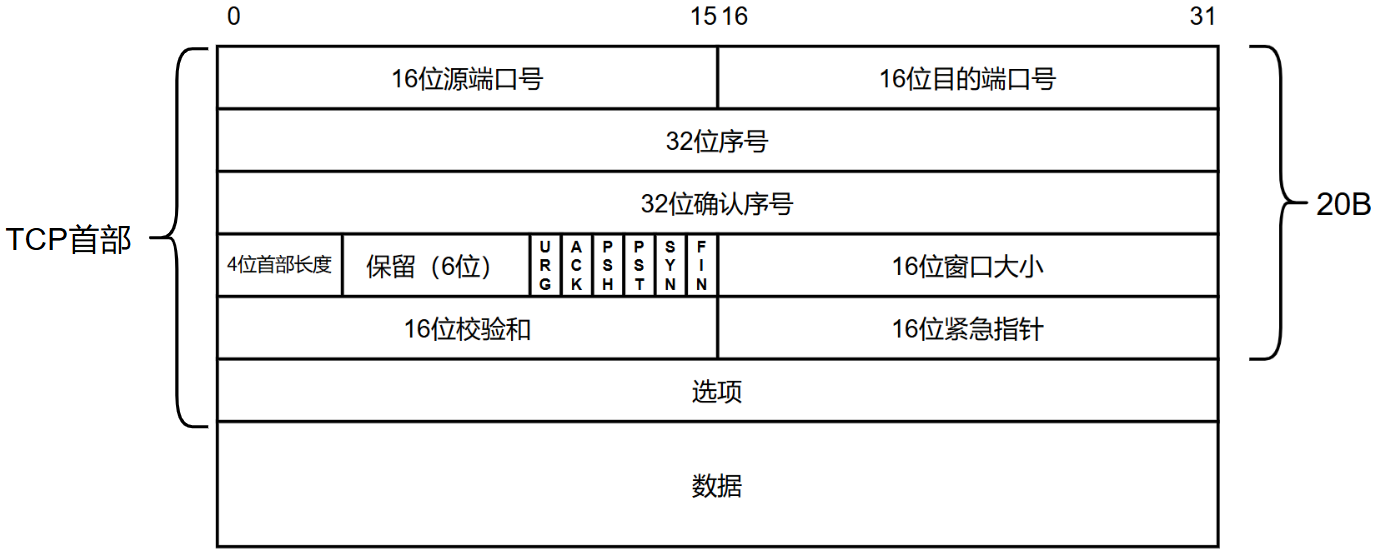 0 15 16 31
16位源端口号 16位目的端口号
32位序号
32位确认序号
TCP首部 20B
4位首部长度 保留（6位） URG ACK PSH PST SYN FIN 16位窗口大小
16位校验和 16位紧急指针
选项
数据